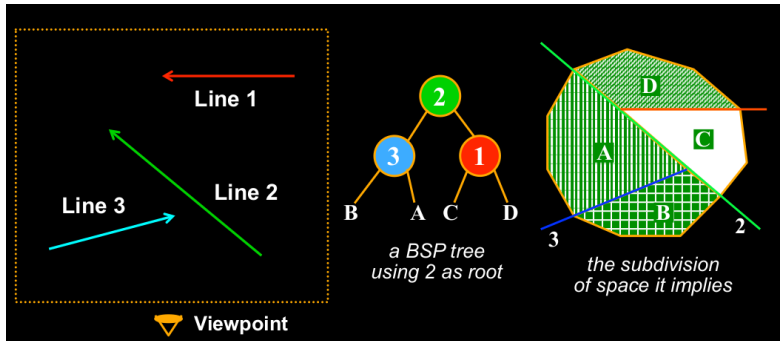 Line 1
Line 2
Line 3
Viewpoint
2
3
1
B A C D
a BSP tree
using 2 as root
D
A
C
B
3
2
the subdivision
of space it implies